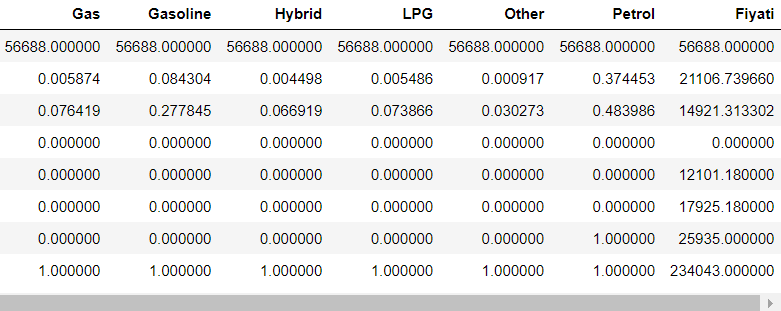 Gas Gasoline Hybrid LPG Other Petrol Fiyati
56688.000000 56688.000000 56688.000000 56688.000000 56688.000000 56688.000000 56688.000000
0.005874 0.084304 0.004498 0.005486 0.000917 0.374453 21106.739660
0.076419 0.277845 0.066919 0.073866 0.030273 0.483986 14921.313302
0.000000 0.000000 0.000000 0.000000 0.000000 0.000000 0.000000
0.000000 0.000000 0.000000 0.000000 0.000000 0.000000 12101.180000
0.000000 0.000000 0.000000 0.000000 0.000000 0.000000 17925.180000
0.000000 0.000000 0.000000 0.000000 0.000000 1.000000 25935.000000
1.000000 1.000000 1.000000 1.000000 1.000000 1.000000 234043.000000